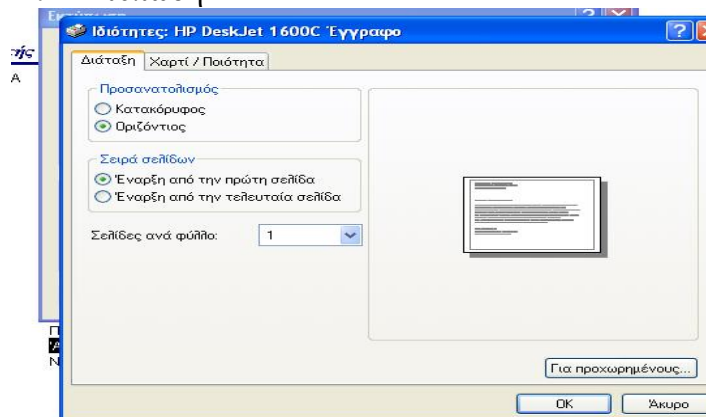 Ιδιότητες: HP DeskJet 1600C Έγγραφο
Διάταξη
Χαρτί / Ποιότητα
Προσανατολισμός
Κατακόρυφος
Οριζόντιος
Σειρά σελίδων
Έναρξη από την πρώτη σελίδα
Έναρξη από την τελευταία σελίδα
Σελίδες ανά φύλλο: 1
Για προχωρημένους...
OK Άκυρο